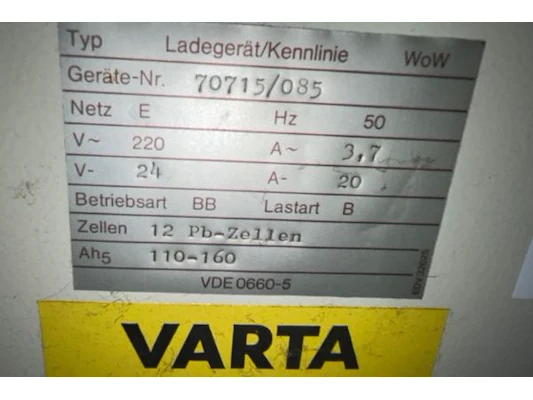 Typ Ladegerät/Kennlinie WoW
Geräte-Nr. 70715/085
Netz E Hz 50
V~ 220 A~ 3,7
V- 24 A- 20
Betriebsart BB Lastart B
Zellen 12 Pb-Zellen
Ah5 110-160
VDE 0660-5
VARTA